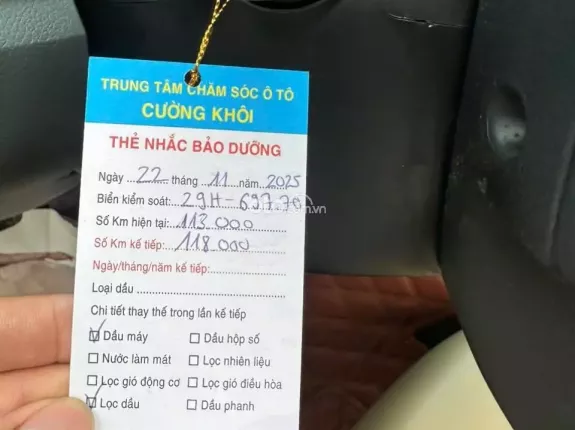 TRUNG TÂM CHĂM SÓC Ô TÔ
CƯỜNG KHÔI
THẺ NHẮC BẢO DƯỠNG
Ngày 22 tháng 11 năm 2025
Biển kiểm soát: 29H-697.70
Số Km hiện tại: 113.000
Số Km kế tiếp: 118.000
Ngày/tháng/năm kế tiếp:
Loại dầu
Chi tiết thay thế trong lần kế tiếp
☑ Dầu máy ☐ Dầu hộp số
☐ Nước làm mát ☐ Lọc nhiên liệu
☐ Lọc gió động cơ ☐ Lọc gió điều hòa
☑ Lọc dầu ☐ Dầu phanh